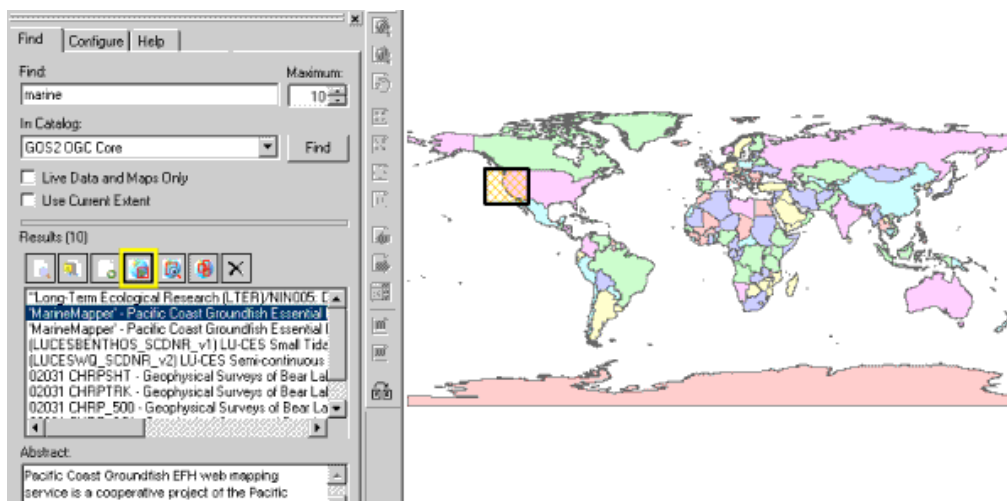 Find
Configure
Help
Find:
Maximum:
marine
10
In Catalog:
GOS2 OGC Core
Find
Live Data and Maps Only
Use Current Extent
Results (10)
"Long-Term Ecological Research (LTER)/NIN005: D
'MarineMapper' - Pacific Coast Groundfish Essential
'MarineMapper' - Pacific Coast Groundfish Essential
(LUCESBENTHOS_SCDNR_v1) LU-CES Small Tida
(LUCESWQ_SCDNR_v2) LU-CES Semi-continuous
02031 CHRPSHT - Geophysical Surveys of Bear Lal
02031 CHRPTRK - Geophysical Surveys of Bear Lal
02031 CHRP_500 - Geophysical Surveys of Bear La
Abstract:
Pacific Coast Groundfish EFH web mapping
service is a cooperative project of the Pacific